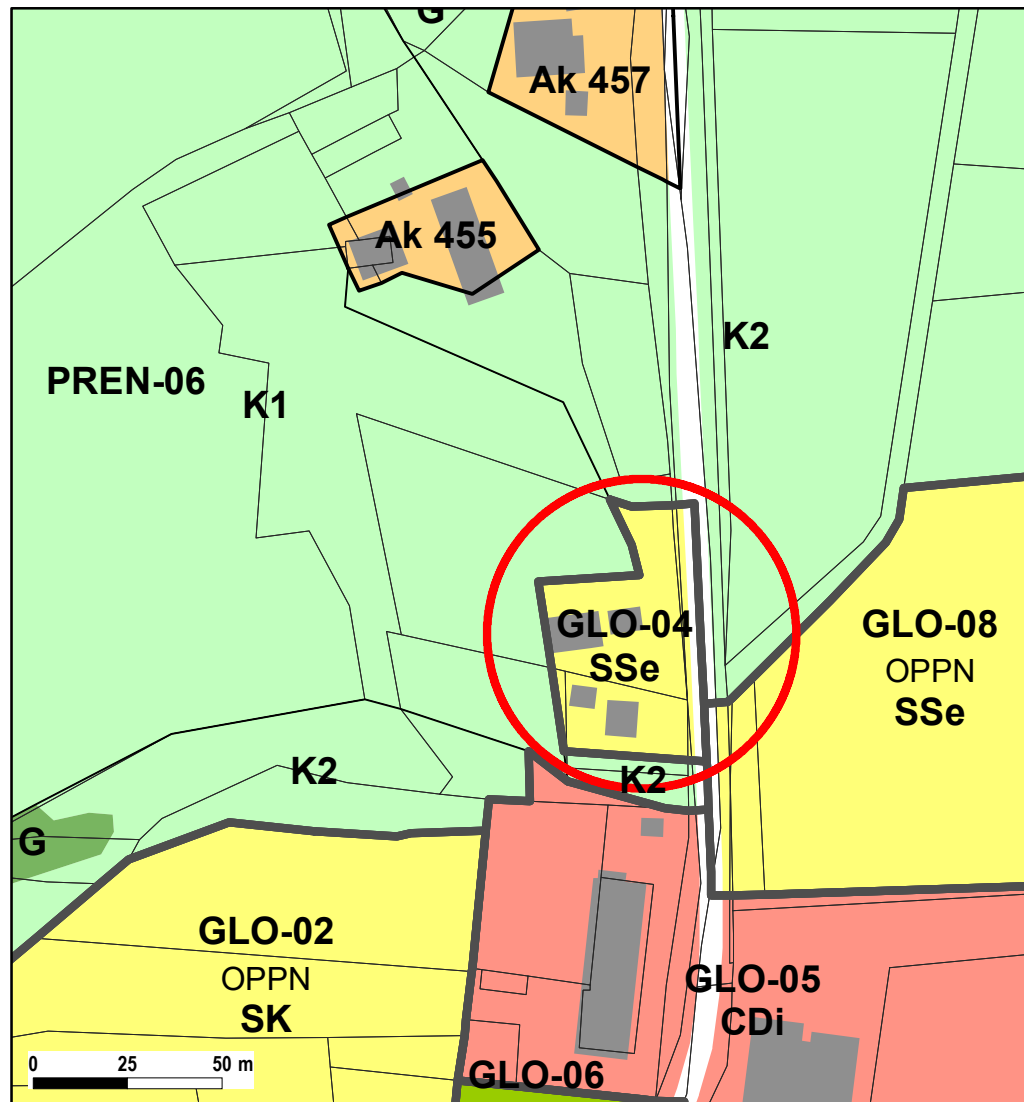 G
Ak 457
Ak 455
K2
PREN-06
K1
GLO-04
SSe
GLO-08
OPPN
SSe
K2
K2
G
GLO-02
OPPN
SK
GLO-05
CDi
0 25 50 m
GLO-06